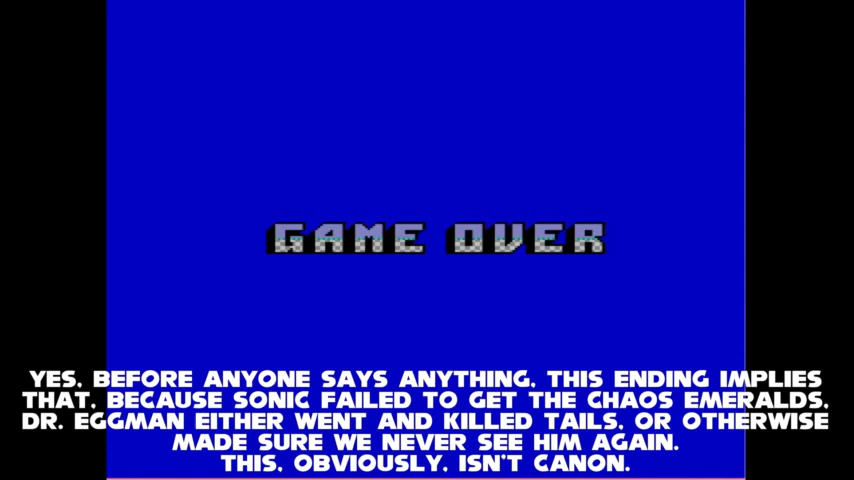 GAME OVER
YES, BEFORE ANYONE SAYS ANYTHING, THIS ENDING IMPLIES
THAT, BECAUSE SONIC FAILED TO GET THE CHAOS EMERALDS,
DR. EGGMAN EITHER WENT AND KILLED TAILS, OR OTHERWISE
MADE SURE WE NEVER SEE HIM AGAIN.
THIS, OBVIOUSLY, ISN'T CANON.